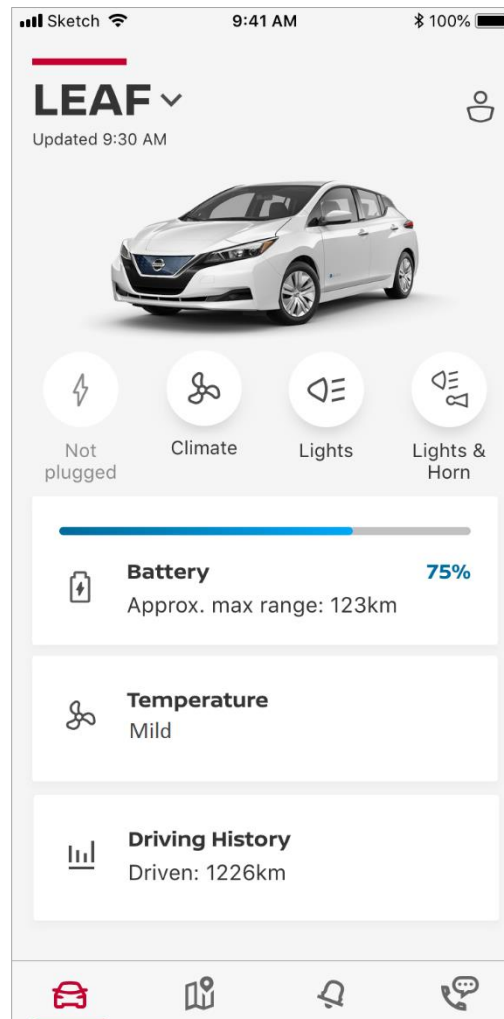 Sketch 9:41 AM 100%
LEAF
Updated 9:30 AM
Not
plugged
Climate
Lights
Lights &
Horn
Battery 75%
Approx. max range: 123km
Temperature
Mild
Driving History
Driven: 1226km